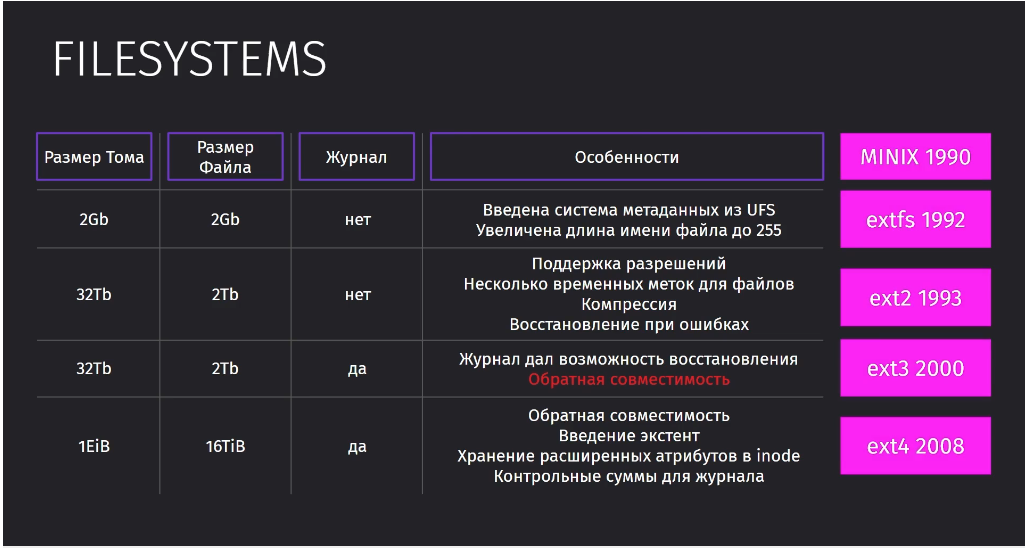 FILESYSTEMS
Размер Тома
Размер
Файла
Журнал
Особенности
MINIX 1990
2Gb
2Gb
нет
Введена система метаданных из UFS
Увеличена длина имени файла до 255
extfs 1992
32Tb
2Tb
нет
Поддержка разрешений
Несколько временных меток для файлов
Компрессия
Восстановление при ошибках
ext2 1993
32Tb
2Tb
да
Журнал дал возможность восстановления
Обратная совместимость
ext3 2000
1EiB
16TiB
да
Обратная совместимость
Введение экстент
Хранение расширенных атрибутов в inode
Контрольные суммы для журнала
ext4 2008